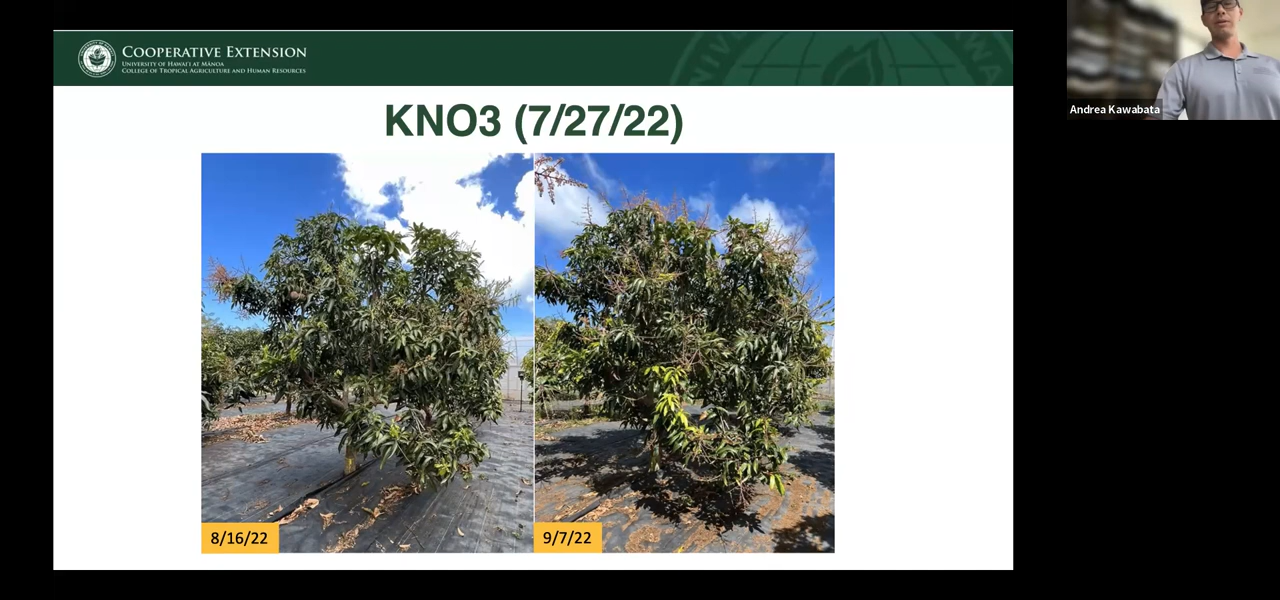 COOPERATIVE EXTENSION
UNIVERSITY OF HAWAI'I AT MĀNOA
COLLEGE OF TROPICAL AGRICULTURE AND HUMAN RESOURCES
KNO3 (7/27/22)
8/16/22
9/7/22
Andrea Kawabata